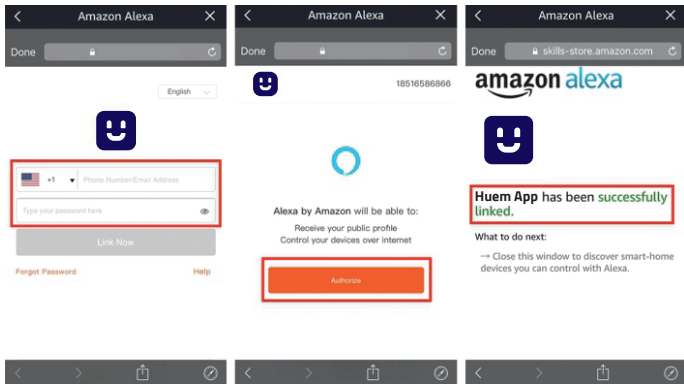 Amazon Alexa
Done
English
+1
Phone Number/Email Address
Type your password here
Link Now
Forgot Password
Help
Amazon Alexa
Done
18516586866
Alexa by Amazon will be able to:
Receive your public profile
Control your devices over internet
Authorize
Amazon Alexa
Done
skills-store.amazon.com
amazon alexa
Huem App has been successfully
linked.
What to do next:
→ Close this window to discover smart-home
devices you can control with Alexa.